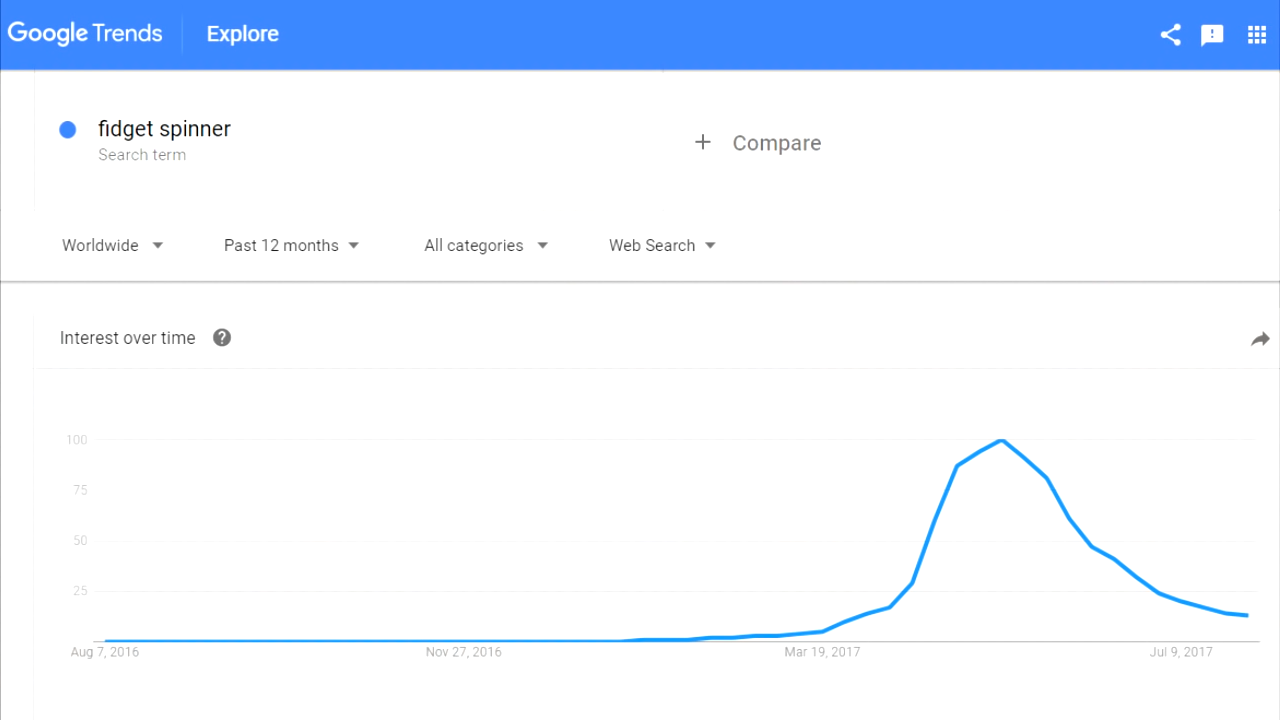 Google Trends Explore
fidget spinner
Search term
+ Compare
Worldwide Past 12 months All categories Web Search
Interest over time ?
100
75
50
25
Aug 7, 2016 Nov 27, 2016 Mar 19, 2017 Jul 9, 2017